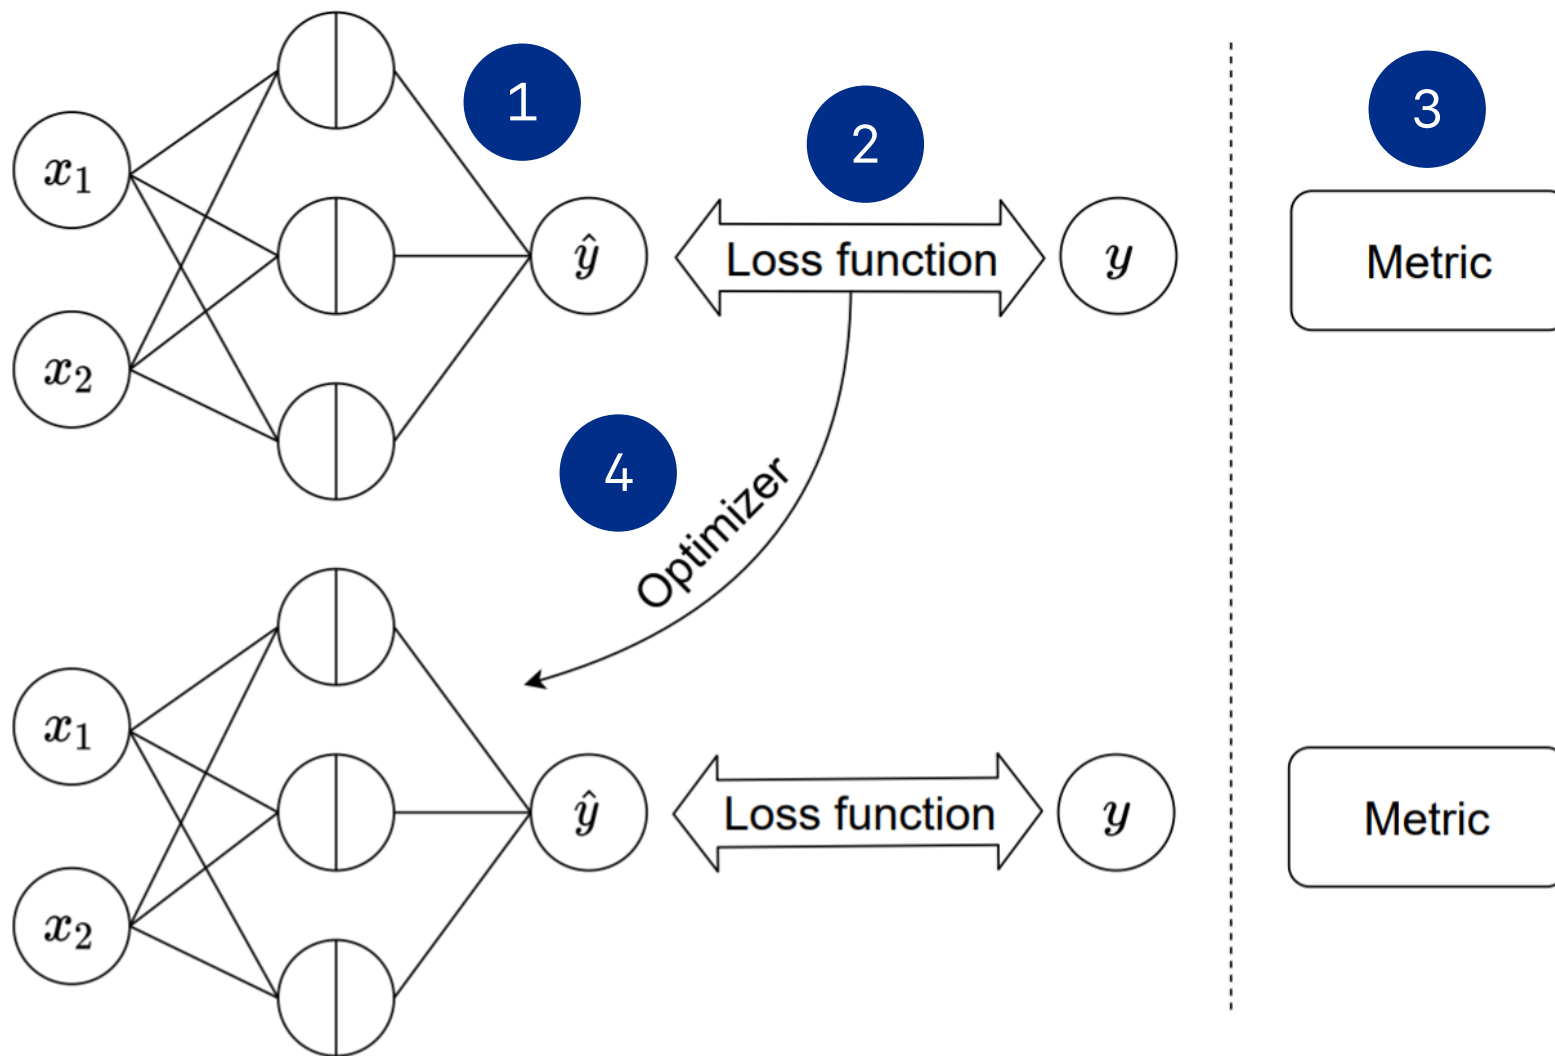 1
2
3
x₁
ŷ
Loss function
y
Metric
x₂
4
Optimizer
x₁
ŷ
Loss function
y
Metric
x₂